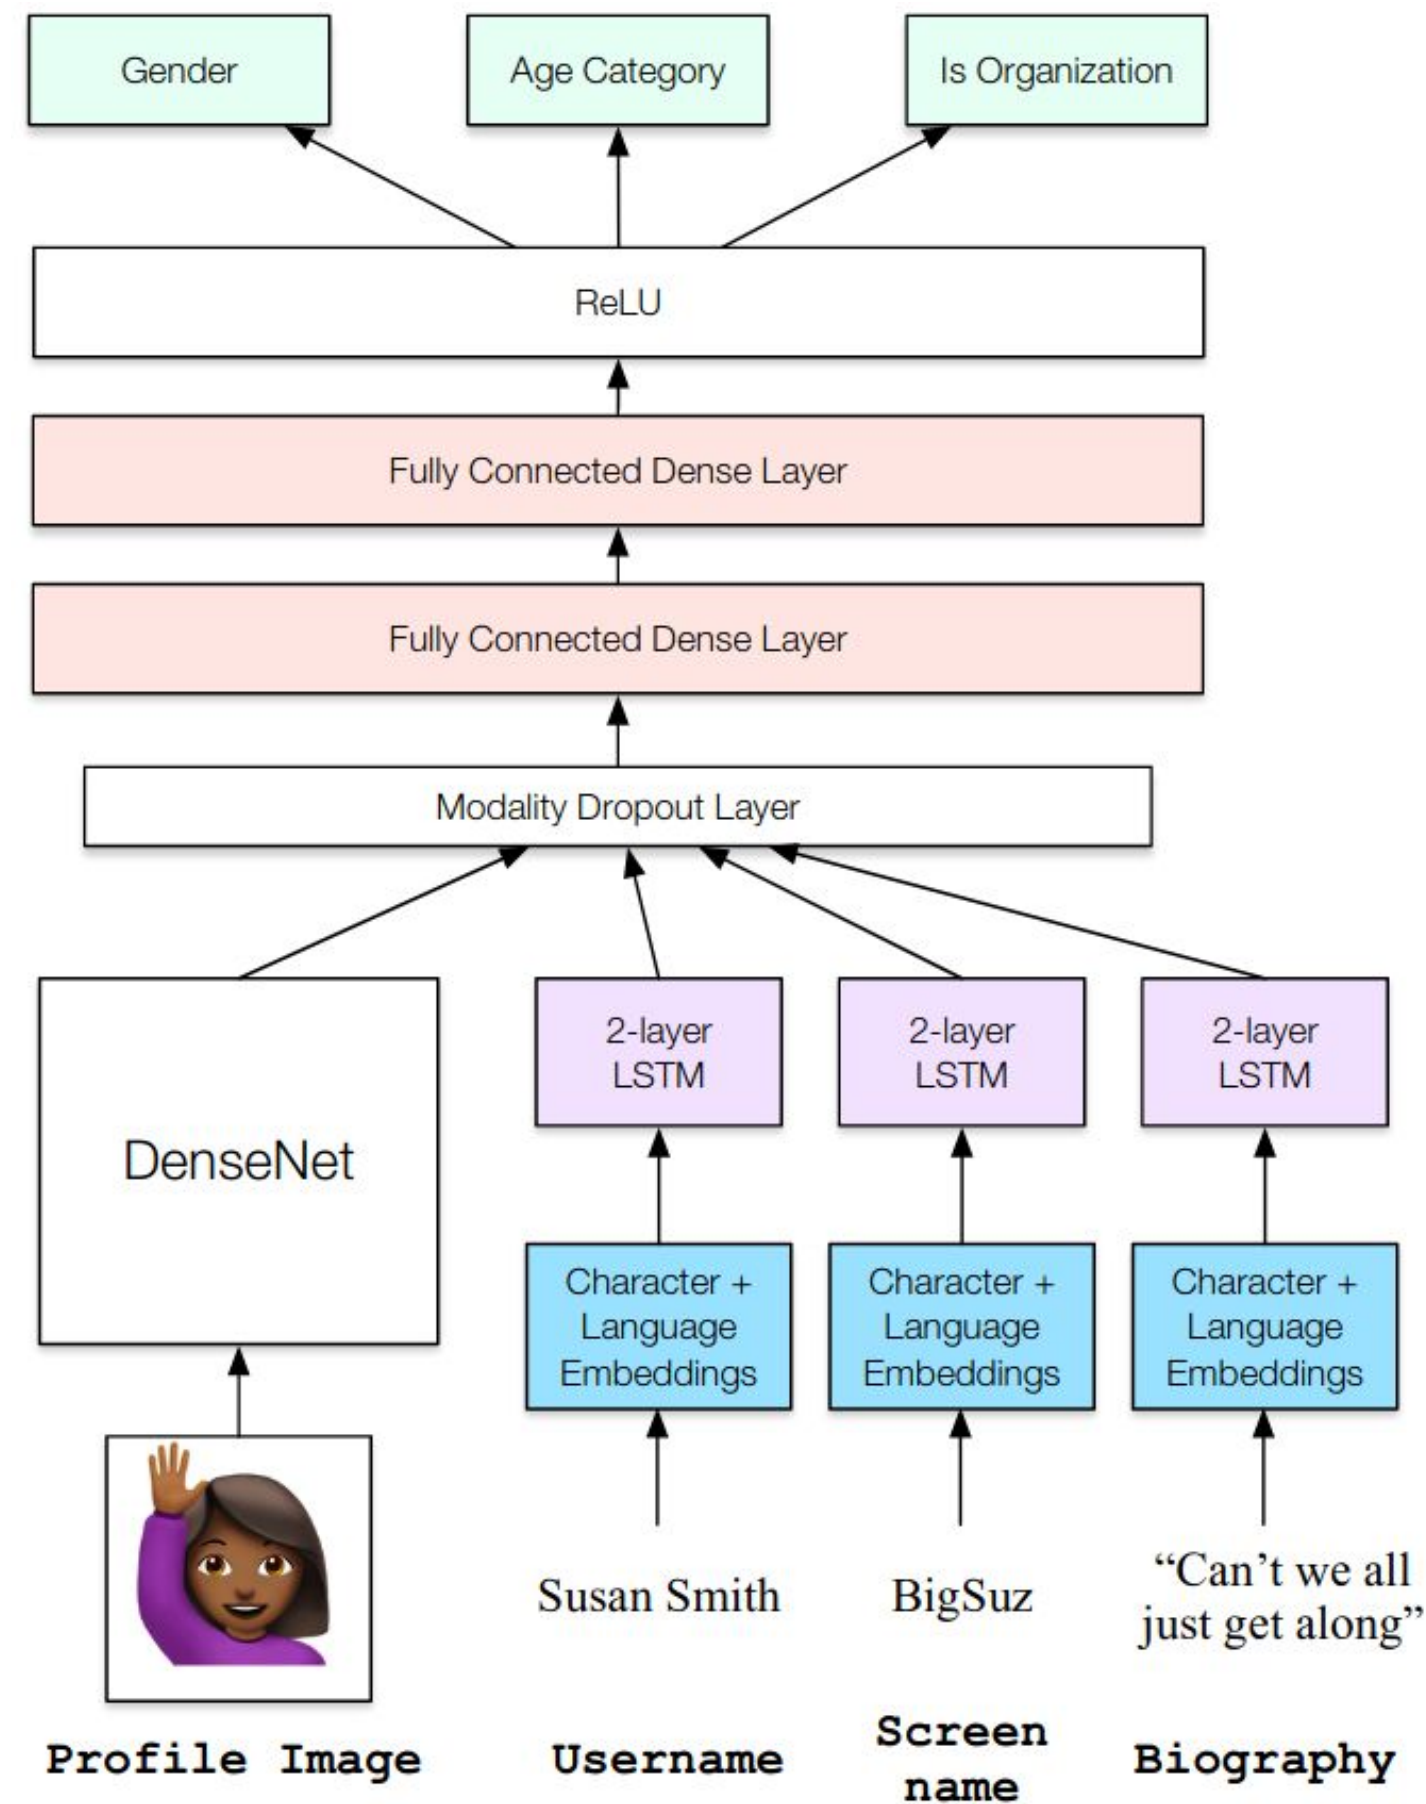 Gender
Age Category
Is Organization
ReLU
Fully Connected Dense Layer
Fully Connected Dense Layer
Modality Dropout Layer
DenseNet
2-layer
LSTM
2-layer
LSTM
2-layer
LSTM
Character +
Language
Embeddings
Character +
Language
Embeddings
Character +
Language
Embeddings
Susan Smith
BigSuz
“Can’t we all
just get along”
Profile Image
Username
Screen
name
Biography